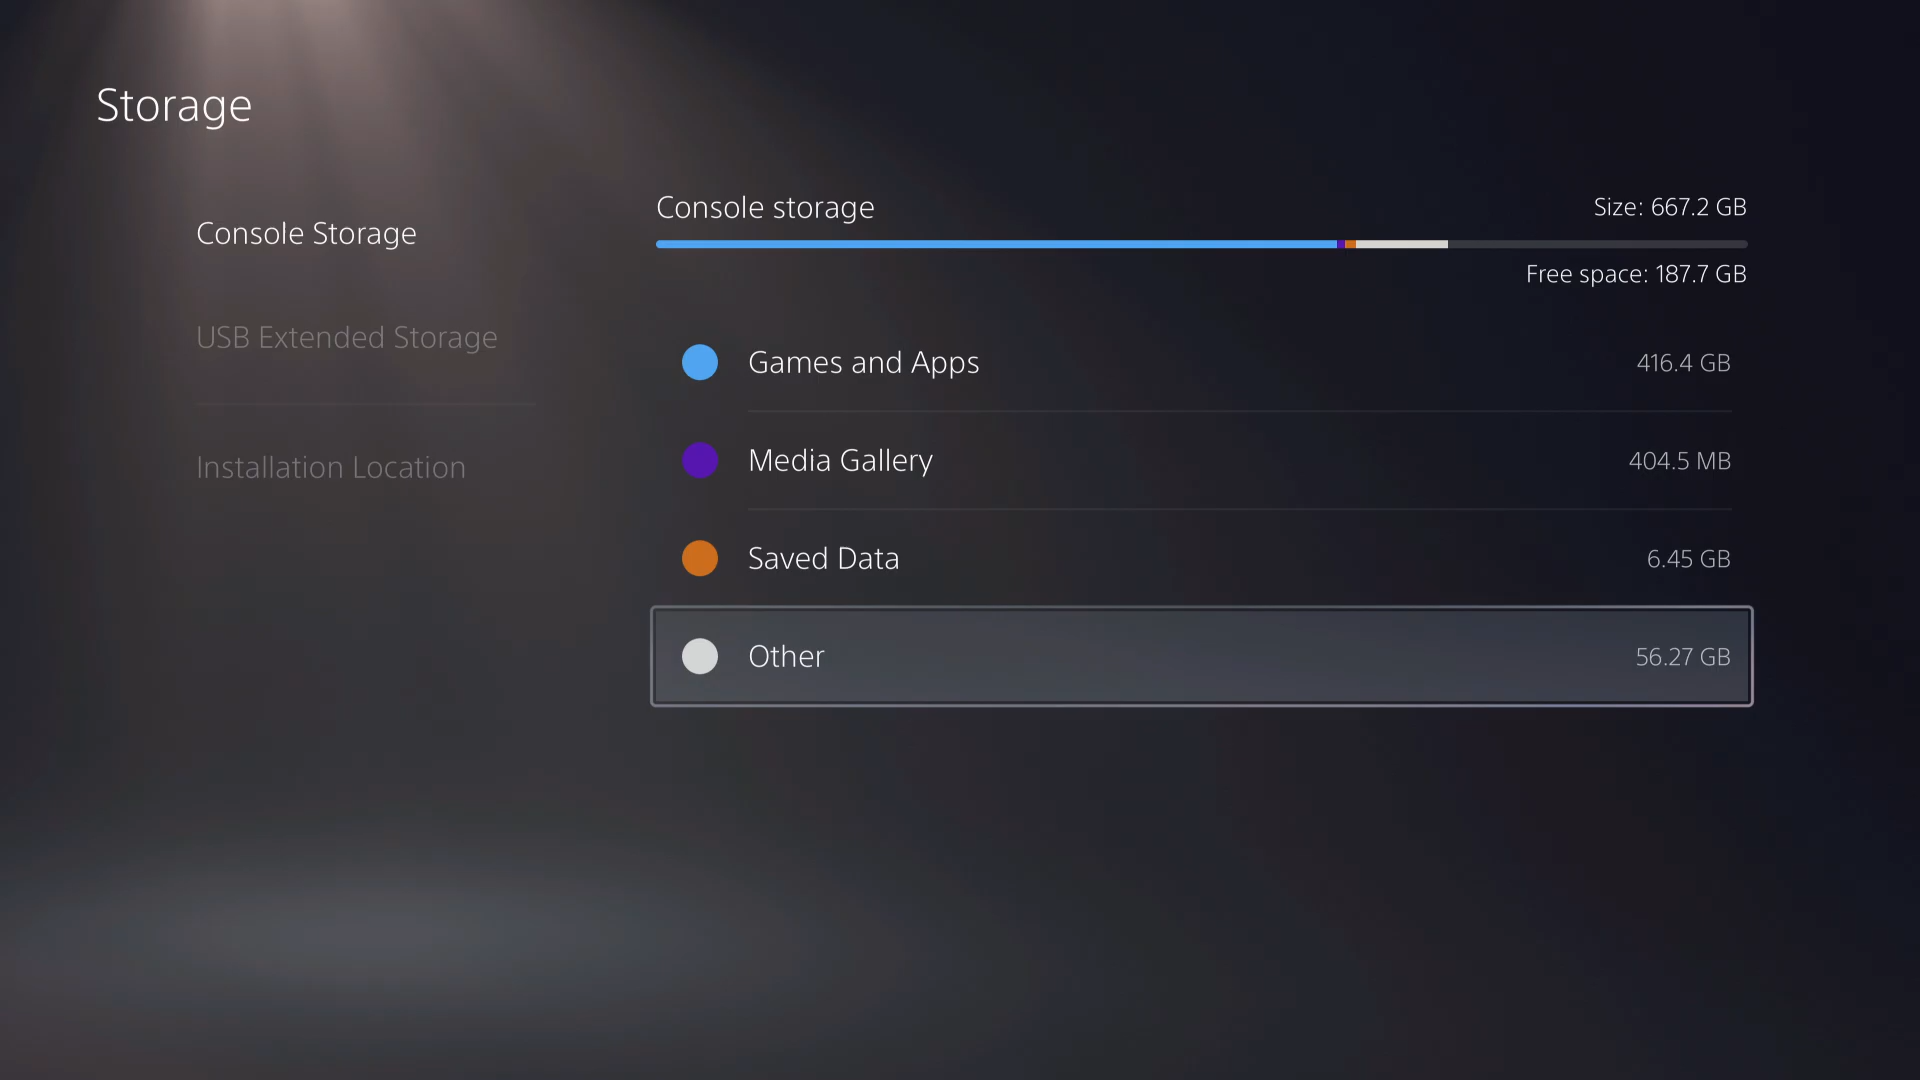 Storage
Console Storage
USB Extended Storage
Installation Location
Console storage
Size: 667.2 GB
Free space: 187.7 GB
Games and Apps 416.4 GB
Media Gallery 404.5 MB
Saved Data 6.45 GB
Other 56.27 GB